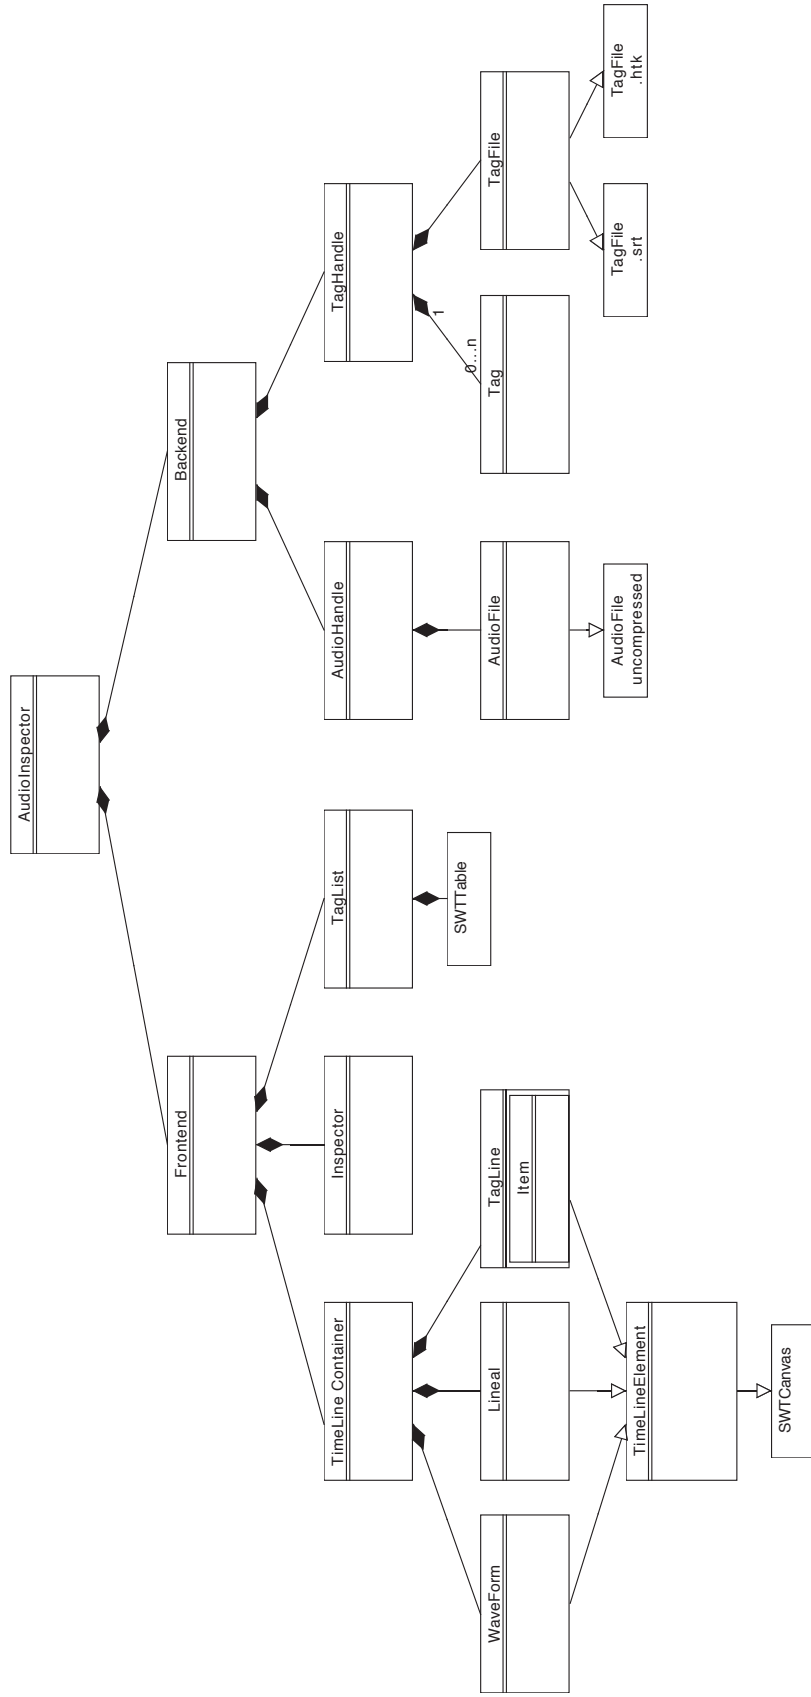 AudioInspector
Frontend
Backend
TimeLine Container
Inspector
TagList
AudioHandle
TagHandle
SWTTable
WaveForm
Lineal
TagLine
Item
AudioFile
Tag
TagFile
1
0...n
TimeLineElement
AudioFile
uncompressed
TagFile
.srt
TagFile
.htk
SWTCanvas